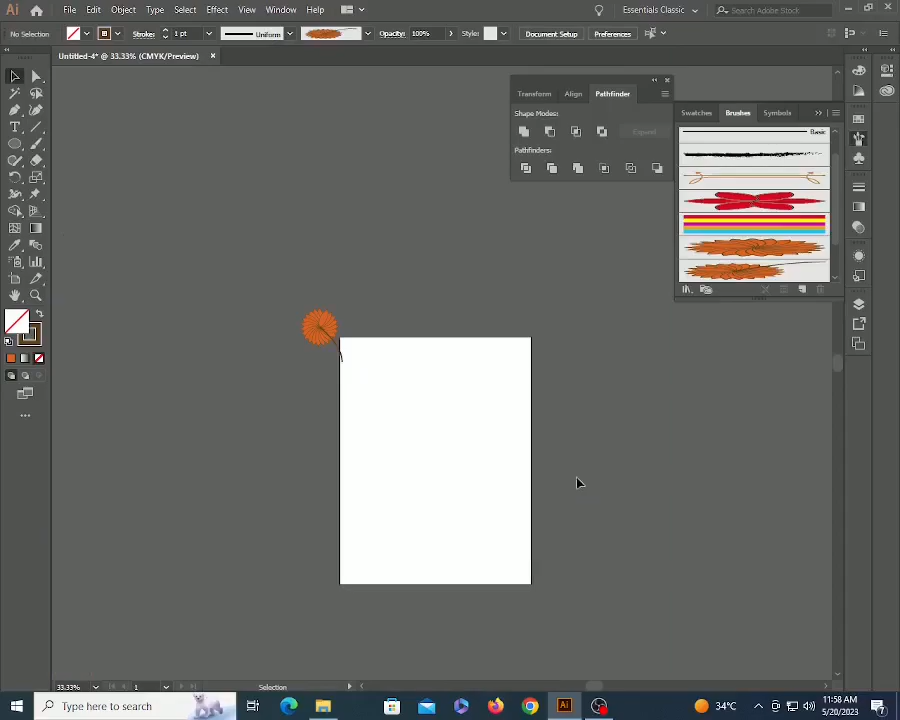 Ai File Edit Object Type Select Effect View Window Help Essentials Classic Search Adobe Stock
No Selection Stroke: 1 pt Uniform Opacity: 100% Style: Document Setup Preferences
Untitled-4* @ 33.33% (CMYK/Preview)
Transform Align Pathfinder
Swatches Brushes Symbols
Shape Modes:
Expand
Basic
Pathfinders:
33.33% 1 Selection
Type here to search
Ai
34°C
11:58 AM
5/20/2023
7